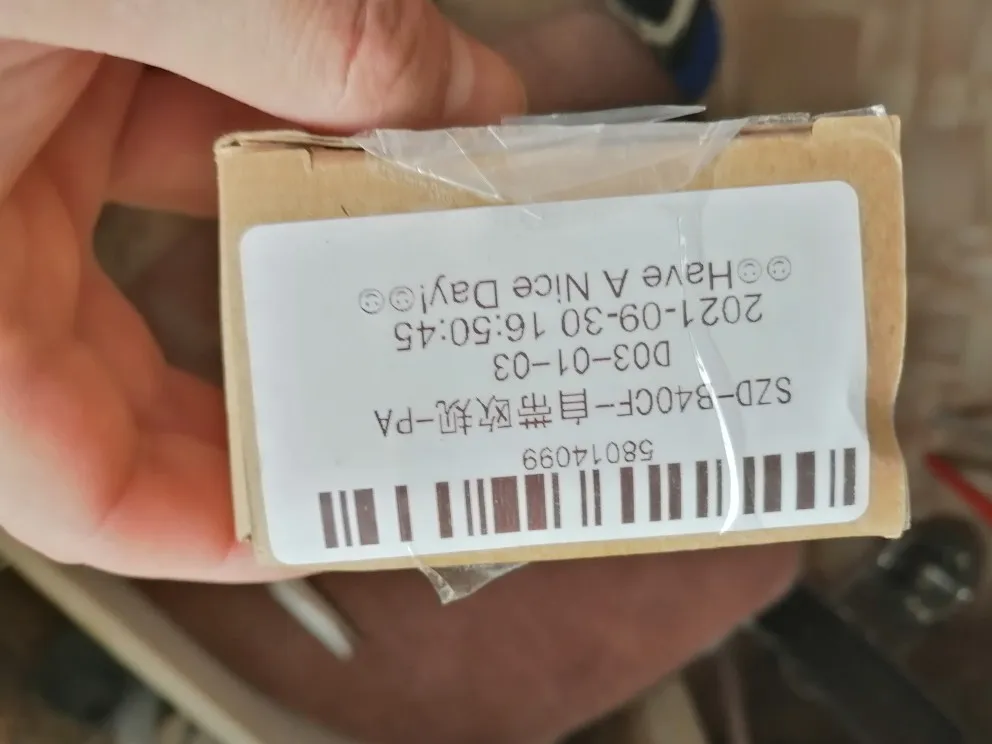 58014099
SZD-B40CF-自带欧规-PA
D03-01-03
2021-09-30 16:50:45
☺☺Have A Nice Day!☺☺